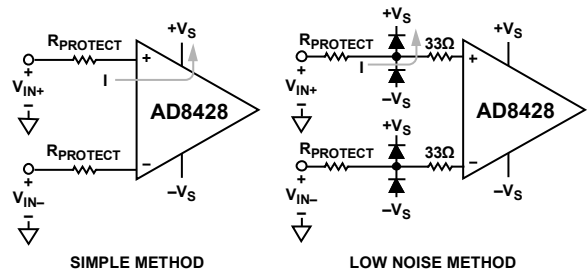 +VS
RPROTECT
+
I
+
VIN+
–
AD8428
RPROTECT
–
+
VIN–
–
–VS
SIMPLE METHOD
+VS
+VS
RPROTECT
33Ω
+
I
+
VIN+
–
–VS
AD8428
+VS
RPROTECT
33Ω
–
+
VIN–
–
–VS
–VS
LOW NOISE METHOD